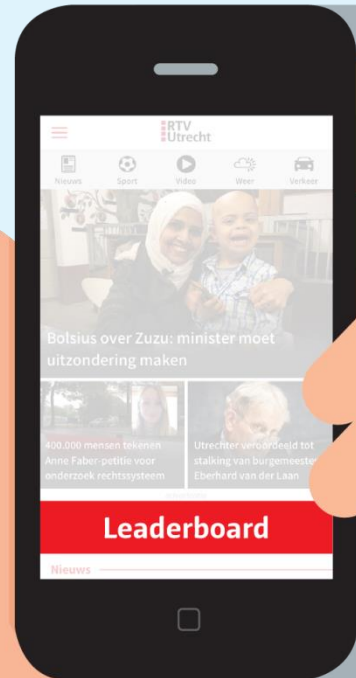 RTV
Utrecht
Nieuws Sport Video Weer Verkeer
Bolsius over Zuzu: minister moet
uitzondering maken
400.000 mensen tekenen
Anne Faber-petitie voor
onderzoek rechtssysteem
Utrechter veroordeeld tot
stalking van burgemeester
Eberhard van der Laan
Leaderboard
Nieuws